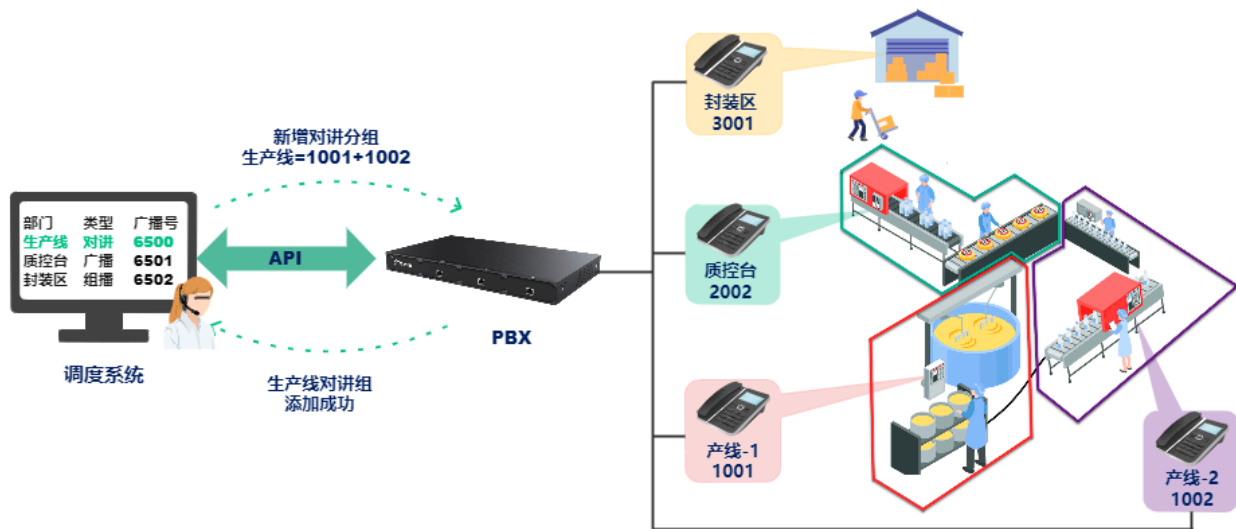 新增对讲分组
生产线=1001+1002
部门 类型 广播号
生产线 对讲 6500
质控台 广播 6501
封装区 组播 6502
API
调度系统
生产线对讲组
添加成功
PBX
封装区
3001
质控台
2002
产线-1
1001
产线-2
1002